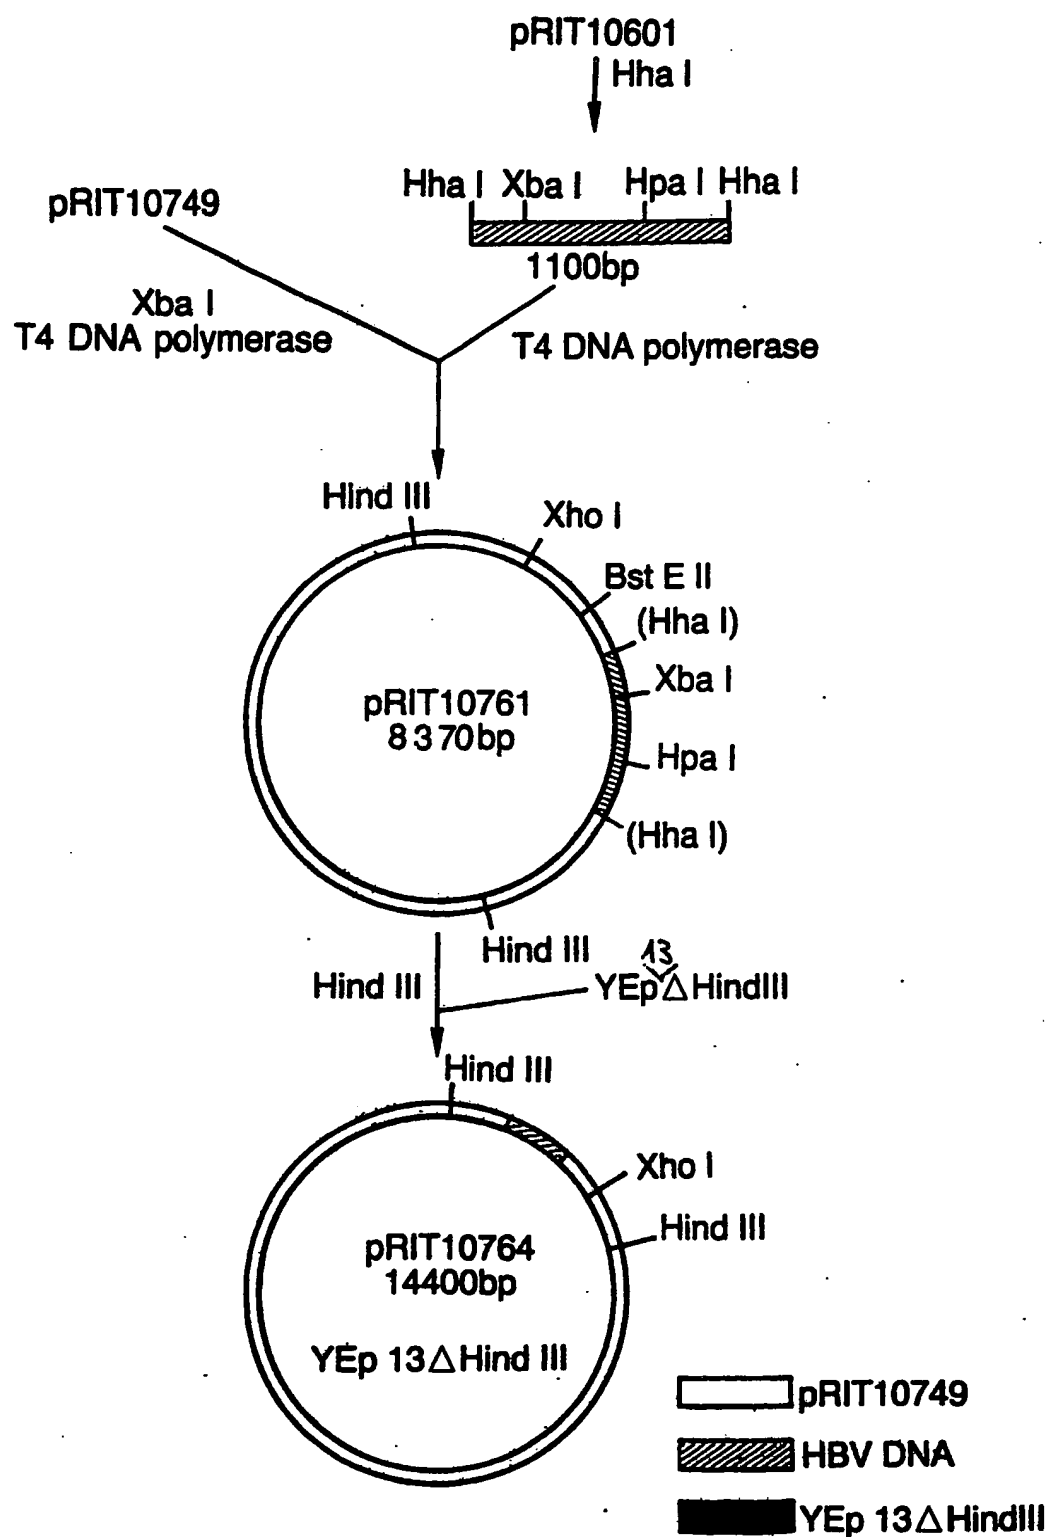 pRIT10601
Hha I
Hha I Xba I Hpa I Hha I
pRIT10749
1100bp
Xba I
T4 DNA polymerase
T4 DNA polymerase
Hind III
Xho I
Bst E II
(Hha I)
Xba I
pRIT10761
8370bp
Hpa I
(Hha I)
Hind III
13
Hind III
YEp △ HindIII
Hind III
Xho I
Hind III
pRIT10764
14400bp
YEp 13△Hind III
pRIT10749
HBV DNA
YEp 13△HindIII